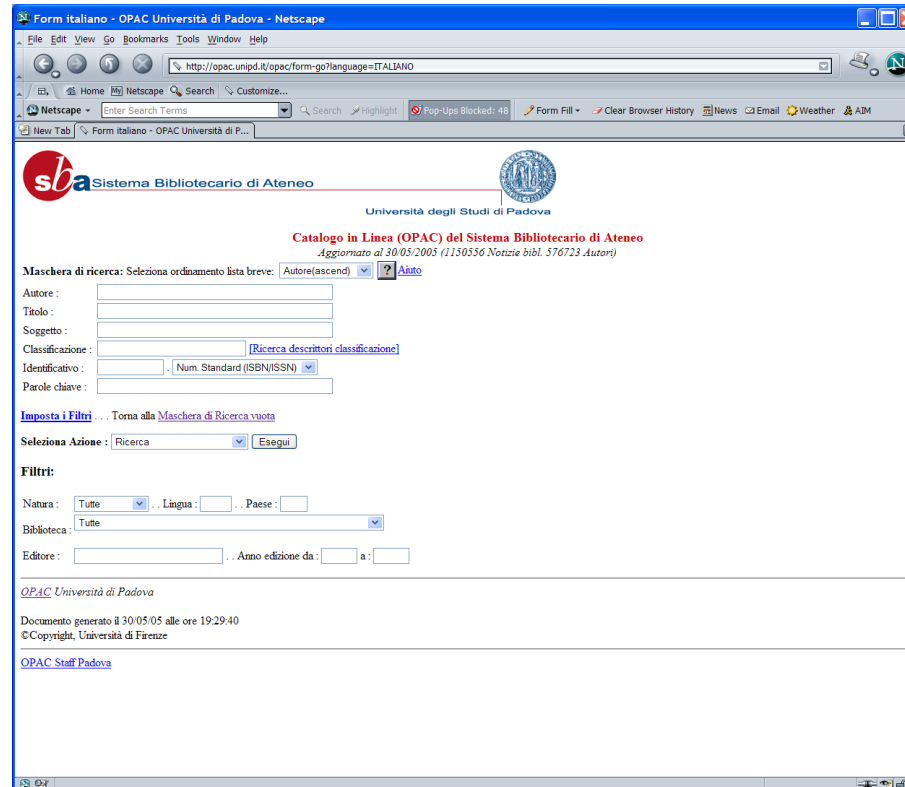 Form italiano - OPAC Università di Padova - Netscape
File Edit View Go Bookmarks Tools Window Help
http://opac.unipd.it/opac/form-go?language=ITALIANO
Home My Netscape Search Customize...
Netscape Enter Search Terms Search Highlight Pop-Ups Blocked: 48 Form Fill Clear Browser History News Email Weather AIM
New Tab Form italiano - OPAC Università di P...
sba Sistema Bibliotecario di Ateneo
Università degli Studi di Padova
Catalogo in Linea (OPAC) del Sistema Bibliotecario di Ateneo
Aggiornato al 30/05/2005 (1150556 Notizie bibl. 576723 Autori)
Maschera di ricerca: Seleziona ordinamento lista breve: Autore(ascend) ? Aiuto
Autore :
Titolo :
Soggetto :
Classificazione : [Ricerca descrittori classificazione]
Identificativo : . Num. Standard (ISBN/ISSN)
Parole chiave :
Imposta i Filtri . . . Torna alla Maschera di Ricerca vuota
Seleziona Azione : Ricerca Esegui
Filtri:
Natura : Tutte . . Lingua : . . Paese :
Biblioteca : Tutte
Editore : . . Anno edizione da : a :
OPAC Università di Padova
Documento generato il 30/05/05 alle ore 19:29:40
©Copyright, Università di Firenze
OPAC Staff Padova